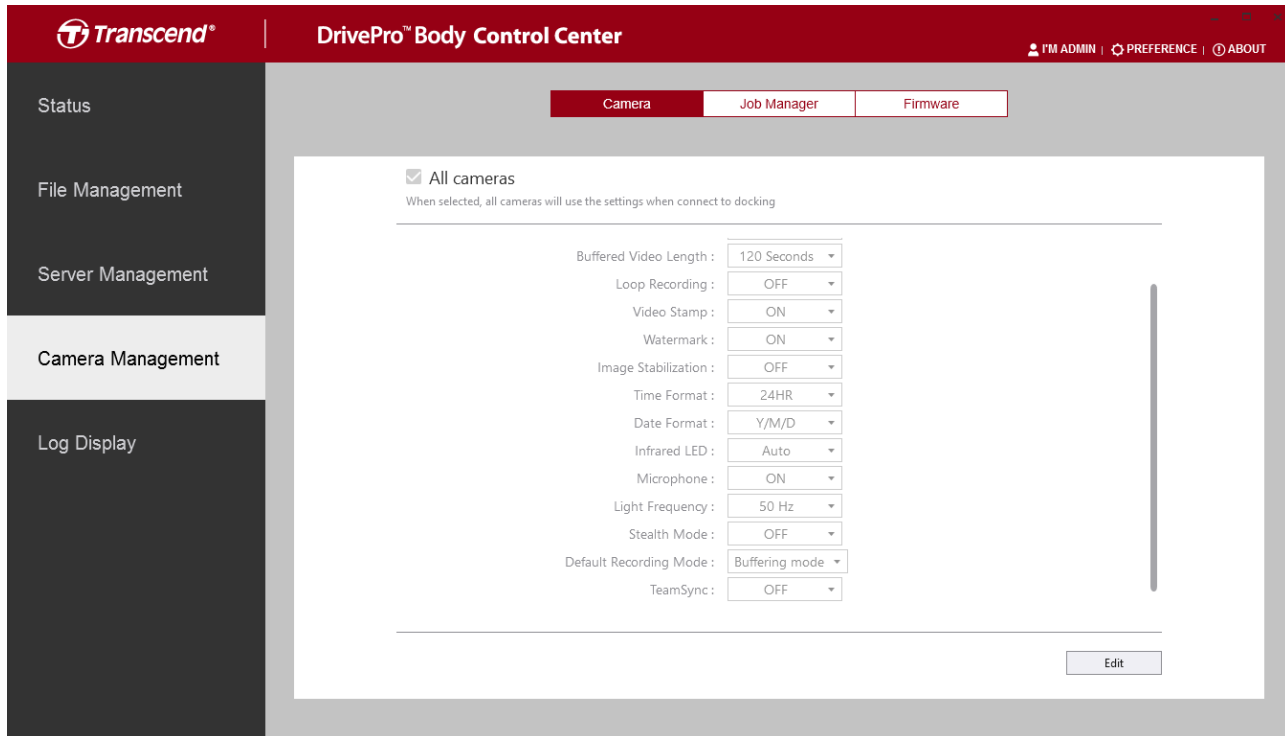 Transcend®
DrivePro™ Body Control Center
I'M ADMIN | PREFERENCE | ABOUT
Status
File Management
Server Management
Camera Management
Log Display
Camera
Job Manager
Firmware
All cameras
When selected, all cameras will use the settings when connect to docking
Buffered Video Length : 120 Seconds
Loop Recording : OFF
Video Stamp : ON
Watermark : ON
Image Stabilization : OFF
Time Format : 24HR
Date Format : Y/M/D
Infrared LED : Auto
Microphone : ON
Light Frequency : 50 Hz
Stealth Mode : OFF
Default Recording Mode : Buffering mode
TeamSync : OFF
Edit